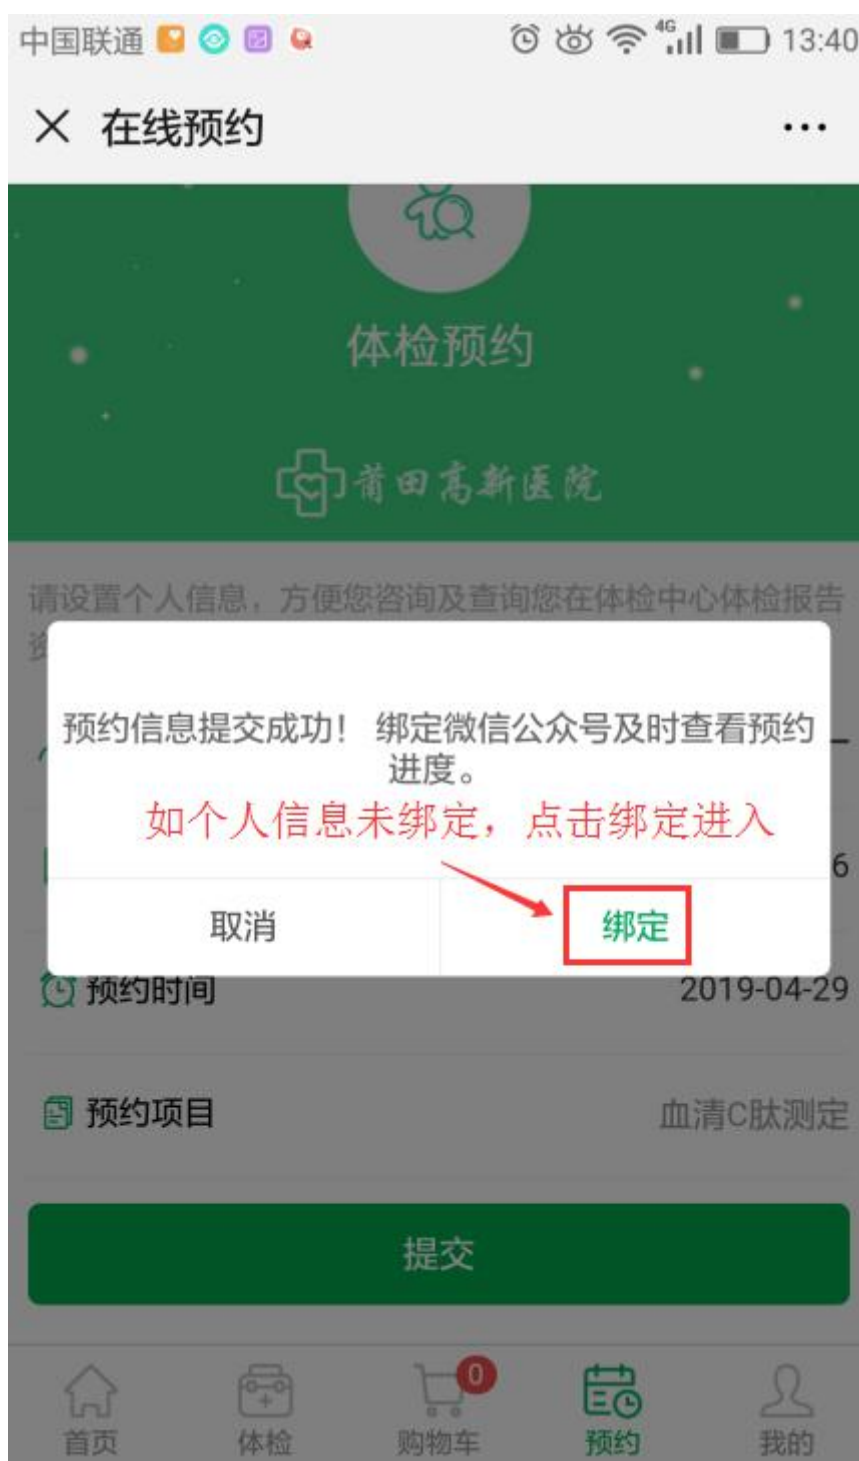 中国联通
4G
13:40
在线预约
体检预约
莆田高新医院
请设置个人信息，方便您咨询及查询您在体检中心体检报告
预约信息提交成功！ 绑定微信公众号及时查看预约
进度。
如个人信息未绑定，点击绑定进入
6
取消 绑定
预约时间 2019-04-29
预约项目 血清C肽测定
提交
0
首页 体检 购物车 预约 我的